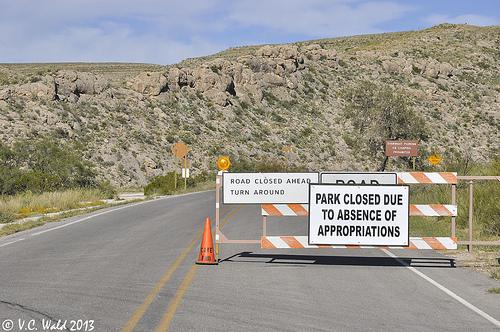 ROAD CLOSED AHEAD
TURN AROUND
ROAD
PARK CLOSED DUE
TO ABSENCE OF
APPROPRIATIONS
© V.C. Wald 2013